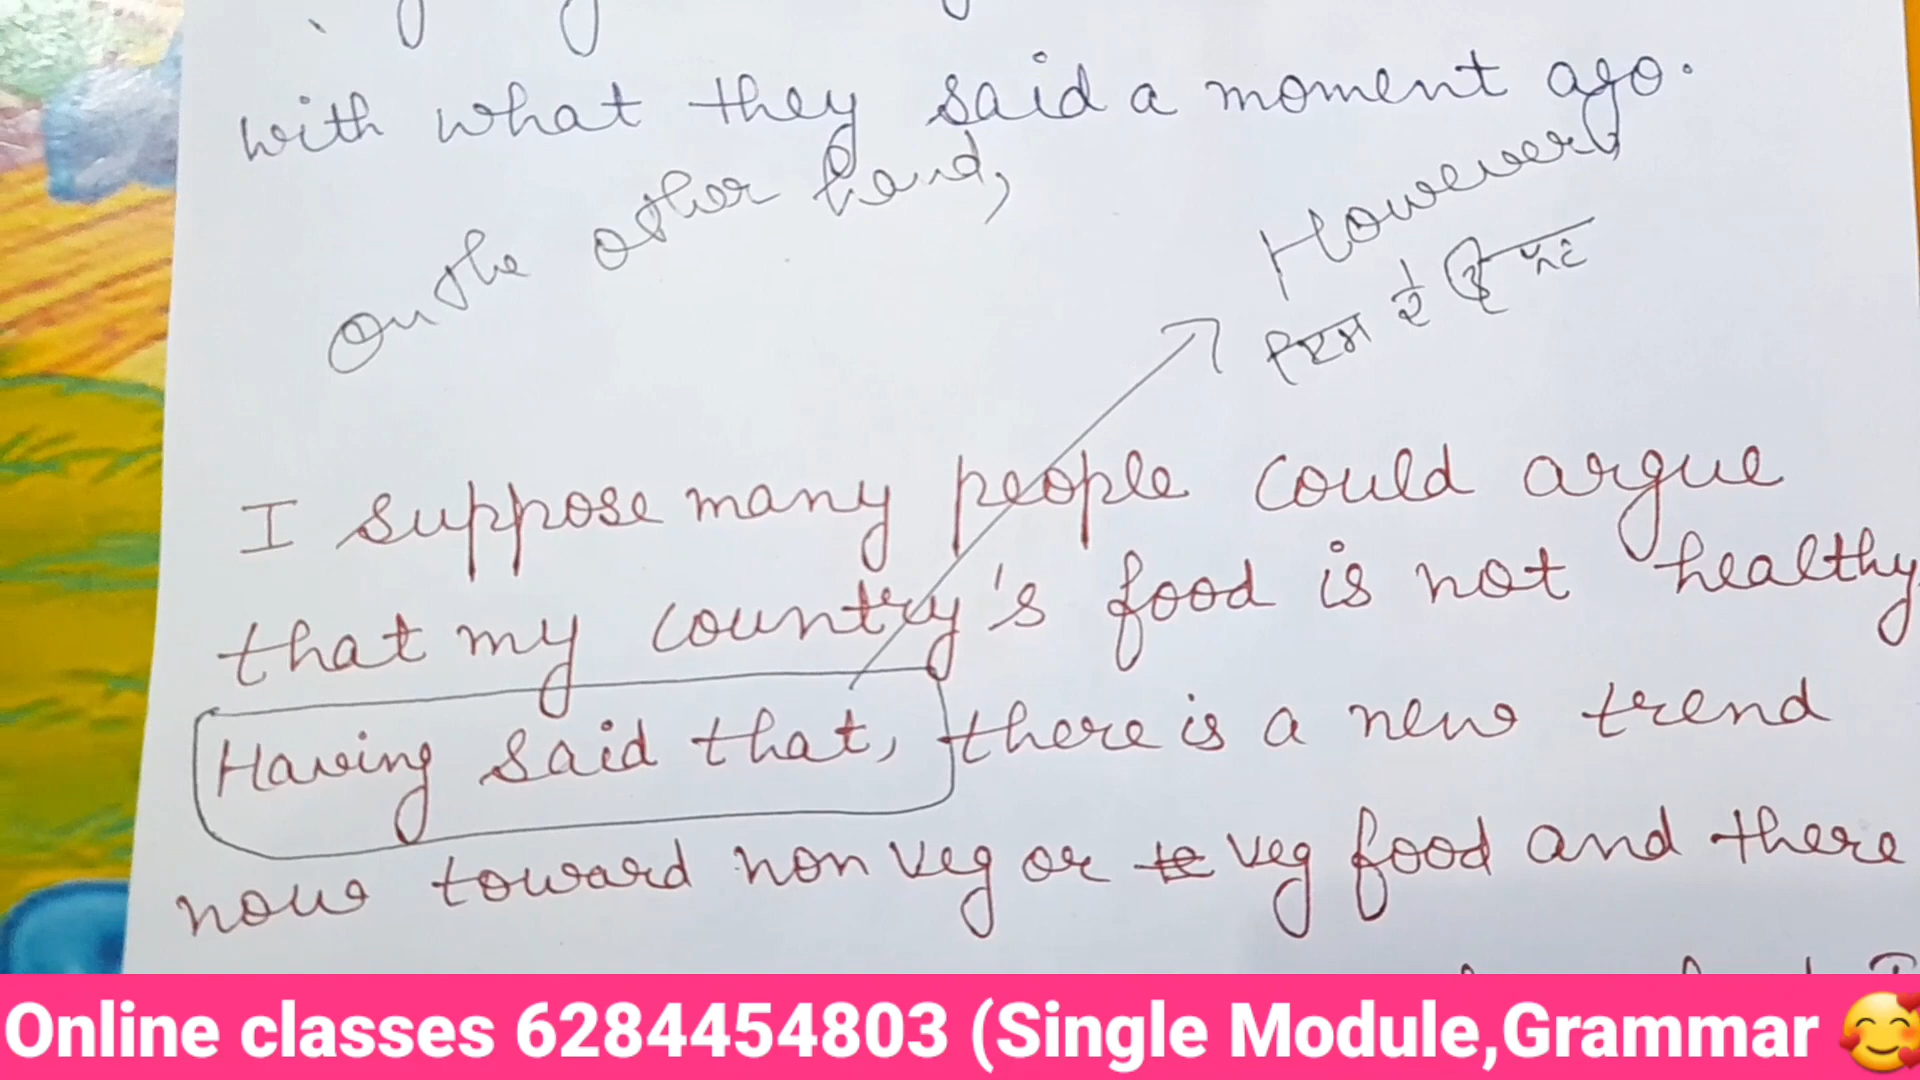 with what they said a moment ago.
on the other hand,
However,
I suppose many people could argue
that my country's food is not healthy
Having said that, there is a new trend
now toward non veg or veg food and there
Online classes 6284454803 (Single Module,Grammar 🥰